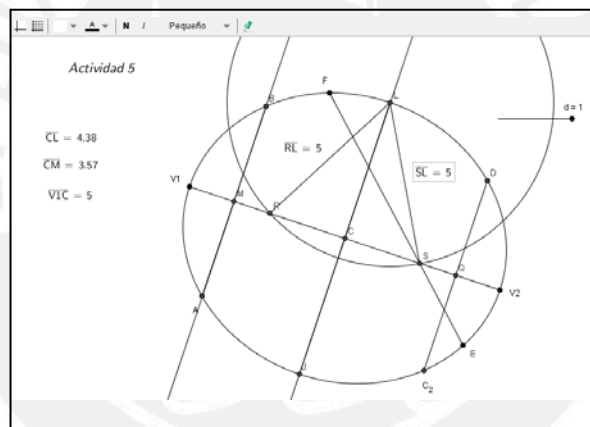 A N I Pequeño
Actividad 5
F
B
L
d = 1
CL = 4.38
RL = 5
CM = 3.57
SL = 5
D
V1
V1C = 5
M
R
C
S
Q
V2
A
J
E
C2